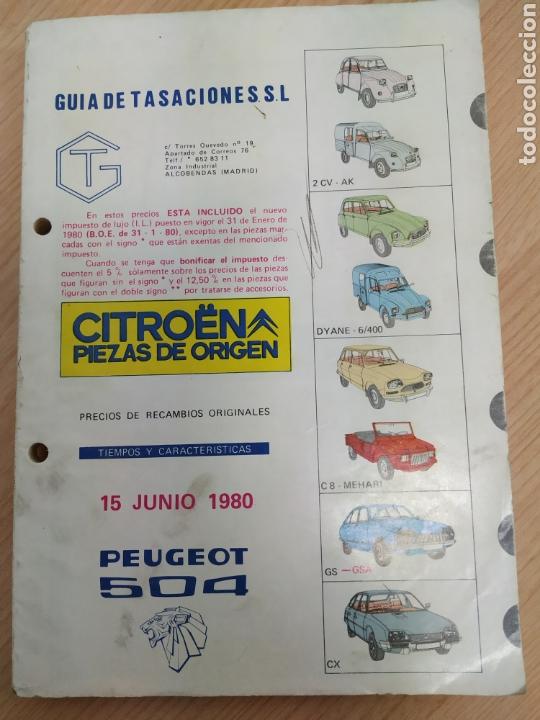 GUIA DE TASACIONES. S. L
c/ Torres Quevedo nº 19
Apartado de Correos 76
Telf: 652 83 11
Zona Industrial
ALCOBENDAS (MADRID)
TG
En estos precios ESTA INCLUIDO el nuevo
impuesto de lujo (I.L.) puesto en vigor el 31 de Enero de
1980 (B.O.E. de 31 - 1 - 80), excepto en las piezas mar-
cadas con el signo * que están exentas del mencionado
impuesto.
Cuando se tenga que bonificar el impuesto des-
cuenten el 5 % sólamente sobre los precios de las piezas
que figuran sin el signo * y el 12,50 % en las piezas que
figuran con el doble signo ** por tratarse de accesorios.
CITROËN
PIEZAS DE ORIGEN
PRECIOS DE RECAMBIOS ORIGINALES
TIEMPOS Y CARACTERISTICAS
15 JUNIO 1980
PEUGEOT
504
2 CV - AK
DYANE - 6/400
C 8 - MEHARI
GS - GSA
CX
todocoleccion